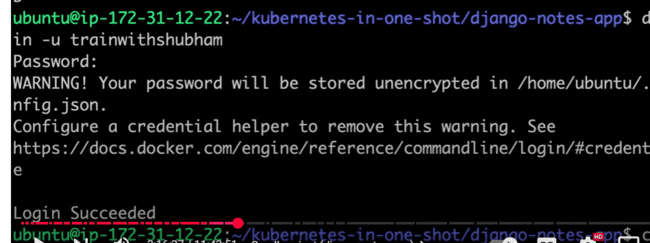 ubuntu@ip-172-31-12-22:~/kubernetes-in-one-shot/django-notes-app$ d
in -u trainwithshubham
Password:
WARNING! Your password will be stored unencrypted in /home/ubuntu/.
nfig.json.
Configure a credential helper to remove this warning. See
https://docs.docker.com/engine/reference/commandline/login/#credent
e
Login Succeeded
ubuntu@ip-172-31-12-22:~/kubernetes-in-one-shot/django-notes-app$ c
HD